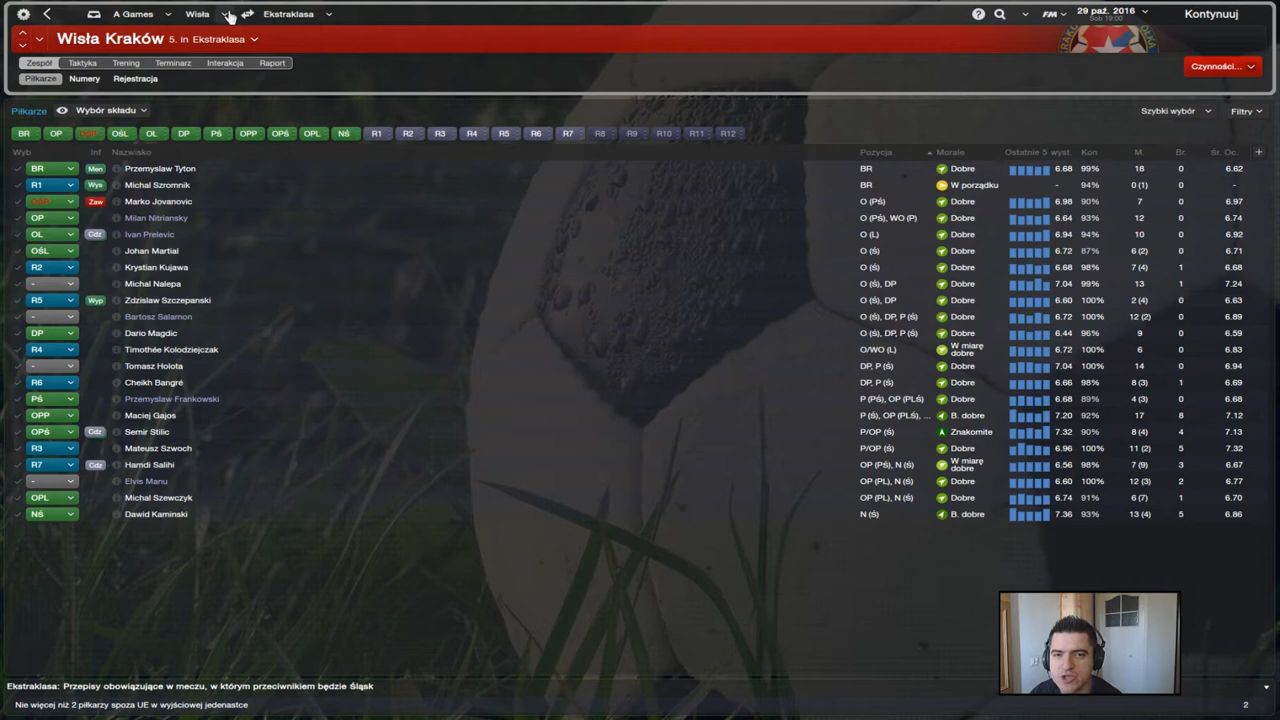 A Games Wisła Ekstraklasa FM 29 paź. 2016 Kontynuuj
Sob 19:00
Wisła Kraków 5. in Ekstraklasa
Zespół Taktyka Trening Terminarz Interakcja Raport
Czynności...
Piłkarze Numery Rejestracja
Piłkarze Wybór składu Szybki wybór Filtry
BR OP OŚP OŚL OL DP PŚ OPP OPŚ OPL NŚ R1 R2 R3 R4 R5 R6 R7 R8 R9 R10 R11 R12
Wyb Inf Nazwisko Pozycja Morale Ostatnie 5 wyst. Kon M. Br. Śr. Oc.
BR Men Przemyslaw Tyton BR Dobre 6.68 99% 18 0 6.62
R1 Wys Michal Szromnik BR W porządku - 94% 0 (1) 0 -
OŚP Zaw Marko Jovanovic O (PŚ) Dobre 6.98 90% 7 0 6.97
OP Milan Nitriansky O (PŚ), WO (P) Dobre 6.64 93% 12 0 6.74
OL Cdz Ivan Prelevic O (L) Dobre 6.94 94% 10 0 6.92
OŚL Johan Martial O (Ś) Dobre 6.72 87% 6 (2) 0 6.71
R2 Krystian Kujawa O (Ś) Dobre 6.68 98% 7 (4) 1 6.68
- Michal Nalepa O (Ś), DP Dobre 7.04 99% 13 1 7.24
R5 Wyp Zdzislaw Szczepanski O (Ś), DP Dobre 6.60 100% 2 (4) 0 6.63
- Bartosz Salamon O (Ś), DP, P (Ś) Dobre 6.72 100% 12 (2) 0 6.89
DP Dario Magdic O (Ś), DP, P (Ś) Dobre 6.44 96% 9 0 6.59
R4 Timothée Kolodziejczak O/WO (L) W miarę dobre 6.72 100% 6 0 6.83
- Tomasz Holota DP, P (Ś) Dobre 7.04 100% 14 0 6.94
R6 Cheikh Bangré DP, P (Ś) Dobre 6.66 98% 8 (3) 1 6.69
PŚ Przemyslaw Frankowski P (PŚ), OP (PLŚ) Dobre 6.68 89% 4 (3) 0 6.68
OPP Maciej Gajos P (Ś), OP (PLŚ), ... B. dobre 7.20 92% 17 8 7.12
OPŚ Cdz Semir Stilic P/OP (Ś) Znakomite 7.32 90% 8 (4) 4 7.13
R3 Mateusz Szwoch P/OP (Ś) Dobre 6.96 100% 11 (2) 5 7.32
R7 Cdz Hamdi Salihi OP (PŚ), N (Ś) W miarę dobre 6.56 98% 7 (9) 3 6.67
- Elvis Manu OP (PL), N (Ś) Dobre 6.60 100% 12 (3) 2 6.77
OPL Michal Szewczyk OP (PL), N (Ś) Dobre 6.74 91% 6 (7) 1 6.70
NŚ Dawid Kaminski N (Ś) B. dobre 7.36 93% 13 (4) 5 6.86
Ekstraklasa: Przepisy obowiązujące w meczu, w którym przeciwnikiem będzie Śląsk
Nie więcej niż 2 piłkarzy spoza UE w wyjściowej jedenastce 2